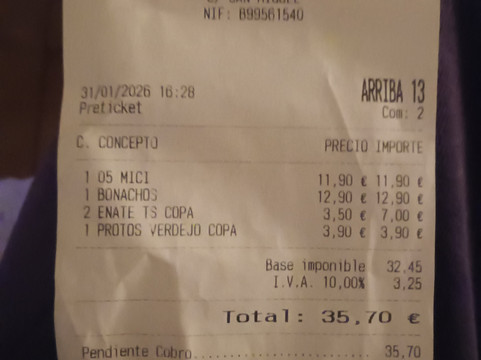 NIF: B99561540
31/01/2026 16:28 ARRIBA 13
Preticket Com: 2
C. CONCEPTO PRECIO IMPORTE
1 05 MICI 11,90 € 11,90 €
1 BONACHOS 12,90 € 12,90 €
2 ENATE TS COPA 3,50 € 7,00 €
1 PROTOS VERDEJO COPA 3,90 € 3,90 €
Base imponible 32,45
I.V.A. 10,00% 3,25
Total: 35,70 €
Pendiente Cobro 35,70